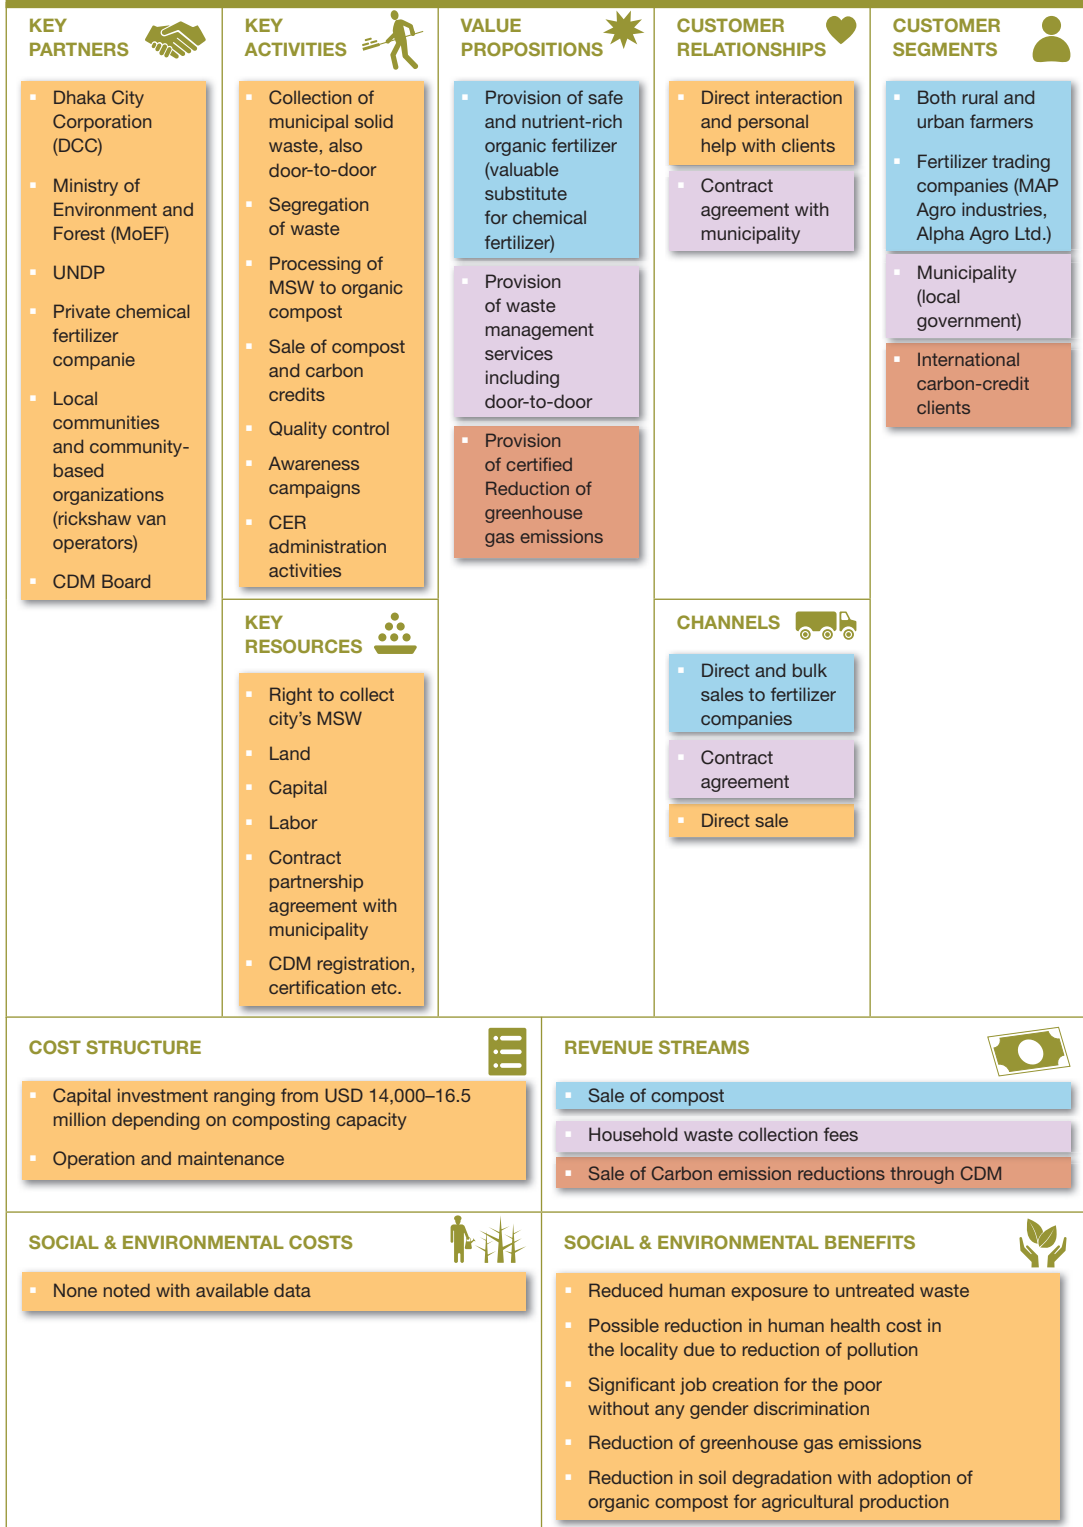 KEY
PARTNERS
Dhaka City
Corporation
(DCC)
Ministry of
Environment and
Forest (MoEF)
UNDP
Private chemical
fertilizer
companie
Local
communities
and community-
based
organizations
(rickshaw van
operators)
CDM Board
KEY
ACTIVITIES
Collection of
municipal solid
waste, also
door-to-door
Segregation
of waste
Processing of
MSW to organic
compost
Sale of compost
and carbon
credits
Quality control
Awareness
campaigns
CER
administration
activities
KEY
RESOURCES
Right to collect
city's MSW
Land
Capital
Labor
Contract
partnership
agreement with
municipality
CDM registration,
certification etc.
VALUE
PROPOSITIONS
Provision of safe
and nutrient-rich
organic fertilizer
(valuable
substitute
for chemical
fertilizer)
Provision
of waste
management
services
including
door-to-door
Provision
of certified
Reduction of
greenhouse
gas emissions
CUSTOMER
RELATIONSHIPS
Direct interaction
and personal
help with clients
Contract
agreement with
municipality
CHANNELS
Direct and bulk
sales to fertilizer
companies
Contract
agreement
Direct sale
CUSTOMER
SEGMENTS
Both rural and
urban farmers
Fertilizer trading
companies (MAP
Agro industries,
Alpha Agro Ltd.)
Municipality
(local
government)
International
carbon-credit
clients
COST STRUCTURE
Capital investment ranging from USD 14,000–16.5
million depending on composting capacity
Operation and maintenance
REVENUE STREAMS
Sale of compost
Household waste collection fees
Sale of Carbon emission reductions through CDM
SOCIAL & ENVIRONMENTAL COSTS
None noted with available data
SOCIAL & ENVIRONMENTAL BENEFITS
Reduced human exposure to untreated waste
Possible reduction in human health cost in
the locality due to reduction of pollution
Significant job creation for the poor
without any gender discrimination
Reduction of greenhouse gas emissions
Reduction in soil degradation with adoption of
organic compost for agricultural production